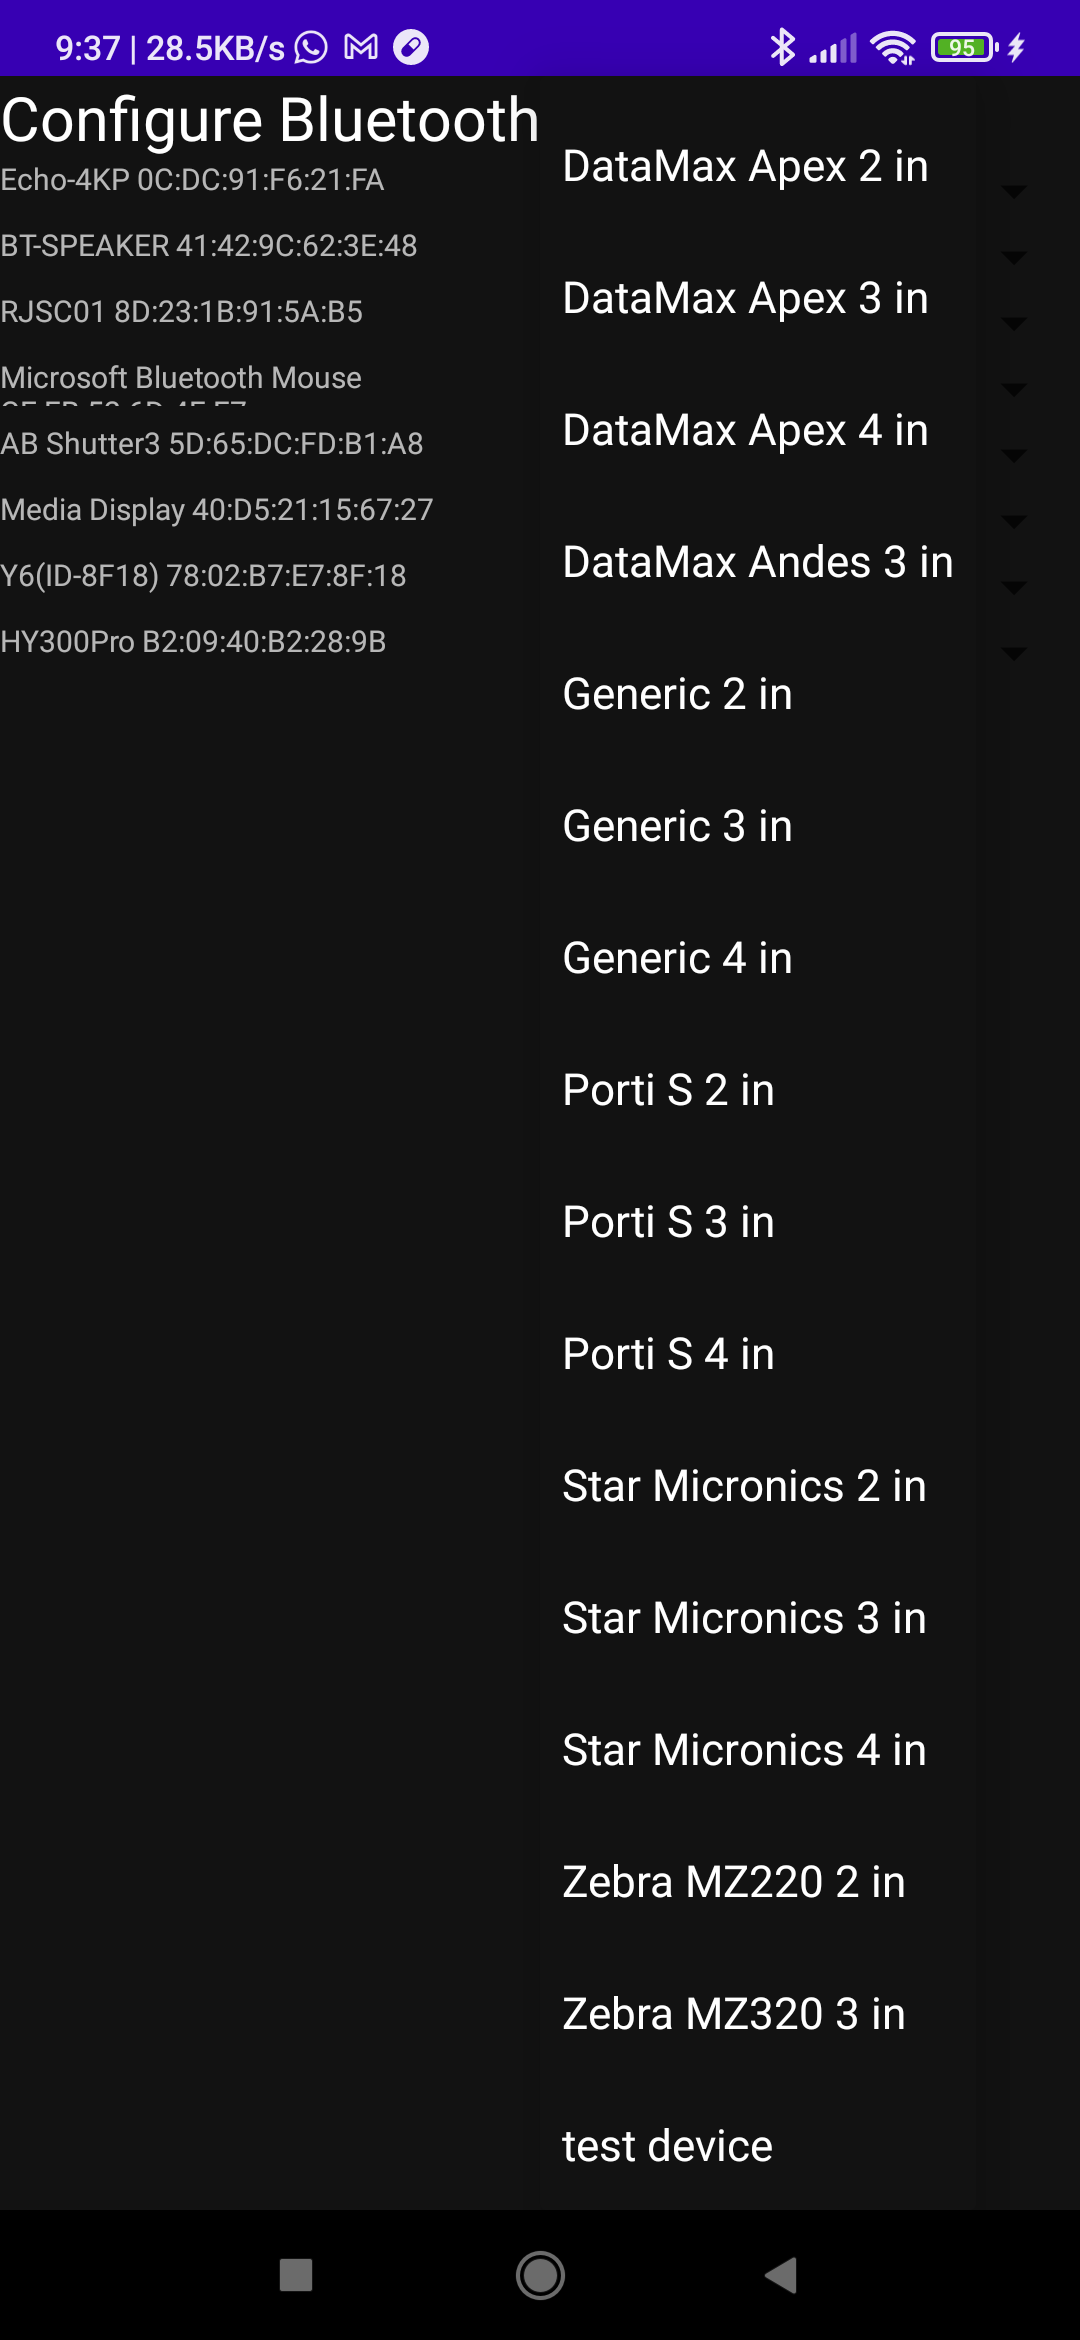 9:37 | 28.5KB/s
95
Configure Bluetooth
Echo-4KP 0C:DC:91:F6:21:FA
BT-SPEAKER 41:42:9C:62:3E:48
RJSC01 8D:23:1B:91:5A:B5
Microsoft Bluetooth Mouse
AB Shutter3 5D:65:DC:FD:B1:A8
Media Display 40:D5:21:15:67:27
Y6(ID-8F18) 78:02:B7:E7:8F:18
HY300Pro B2:09:40:B2:28:9B
DataMax Apex 2 in
DataMax Apex 3 in
DataMax Apex 4 in
DataMax Andes 3 in
Generic 2 in
Generic 3 in
Generic 4 in
Porti S 2 in
Porti S 3 in
Porti S 4 in
Star Micronics 2 in
Star Micronics 3 in
Star Micronics 4 in
Zebra MZ220 2 in
Zebra MZ320 3 in
test device